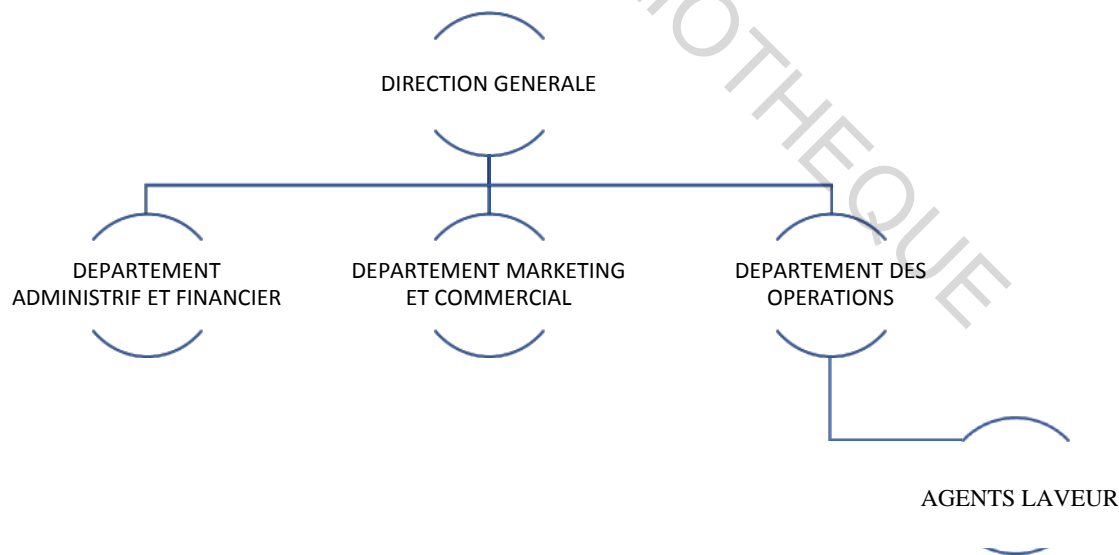 DIRECTION GENERALE
DEPARTEMENT
ADMINISTRIF ET FINANCIER
DEPARTEMENT MARKETING
ET COMMERCIAL
DEPARTEMENT DES
OPERATIONS
AGENTS LAVEUR